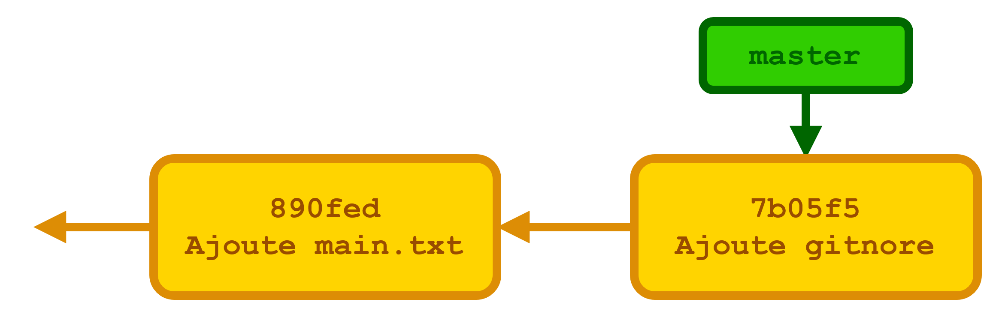 master
890fed
Ajoute main.txt
7b05f5
Ajoute gitnore